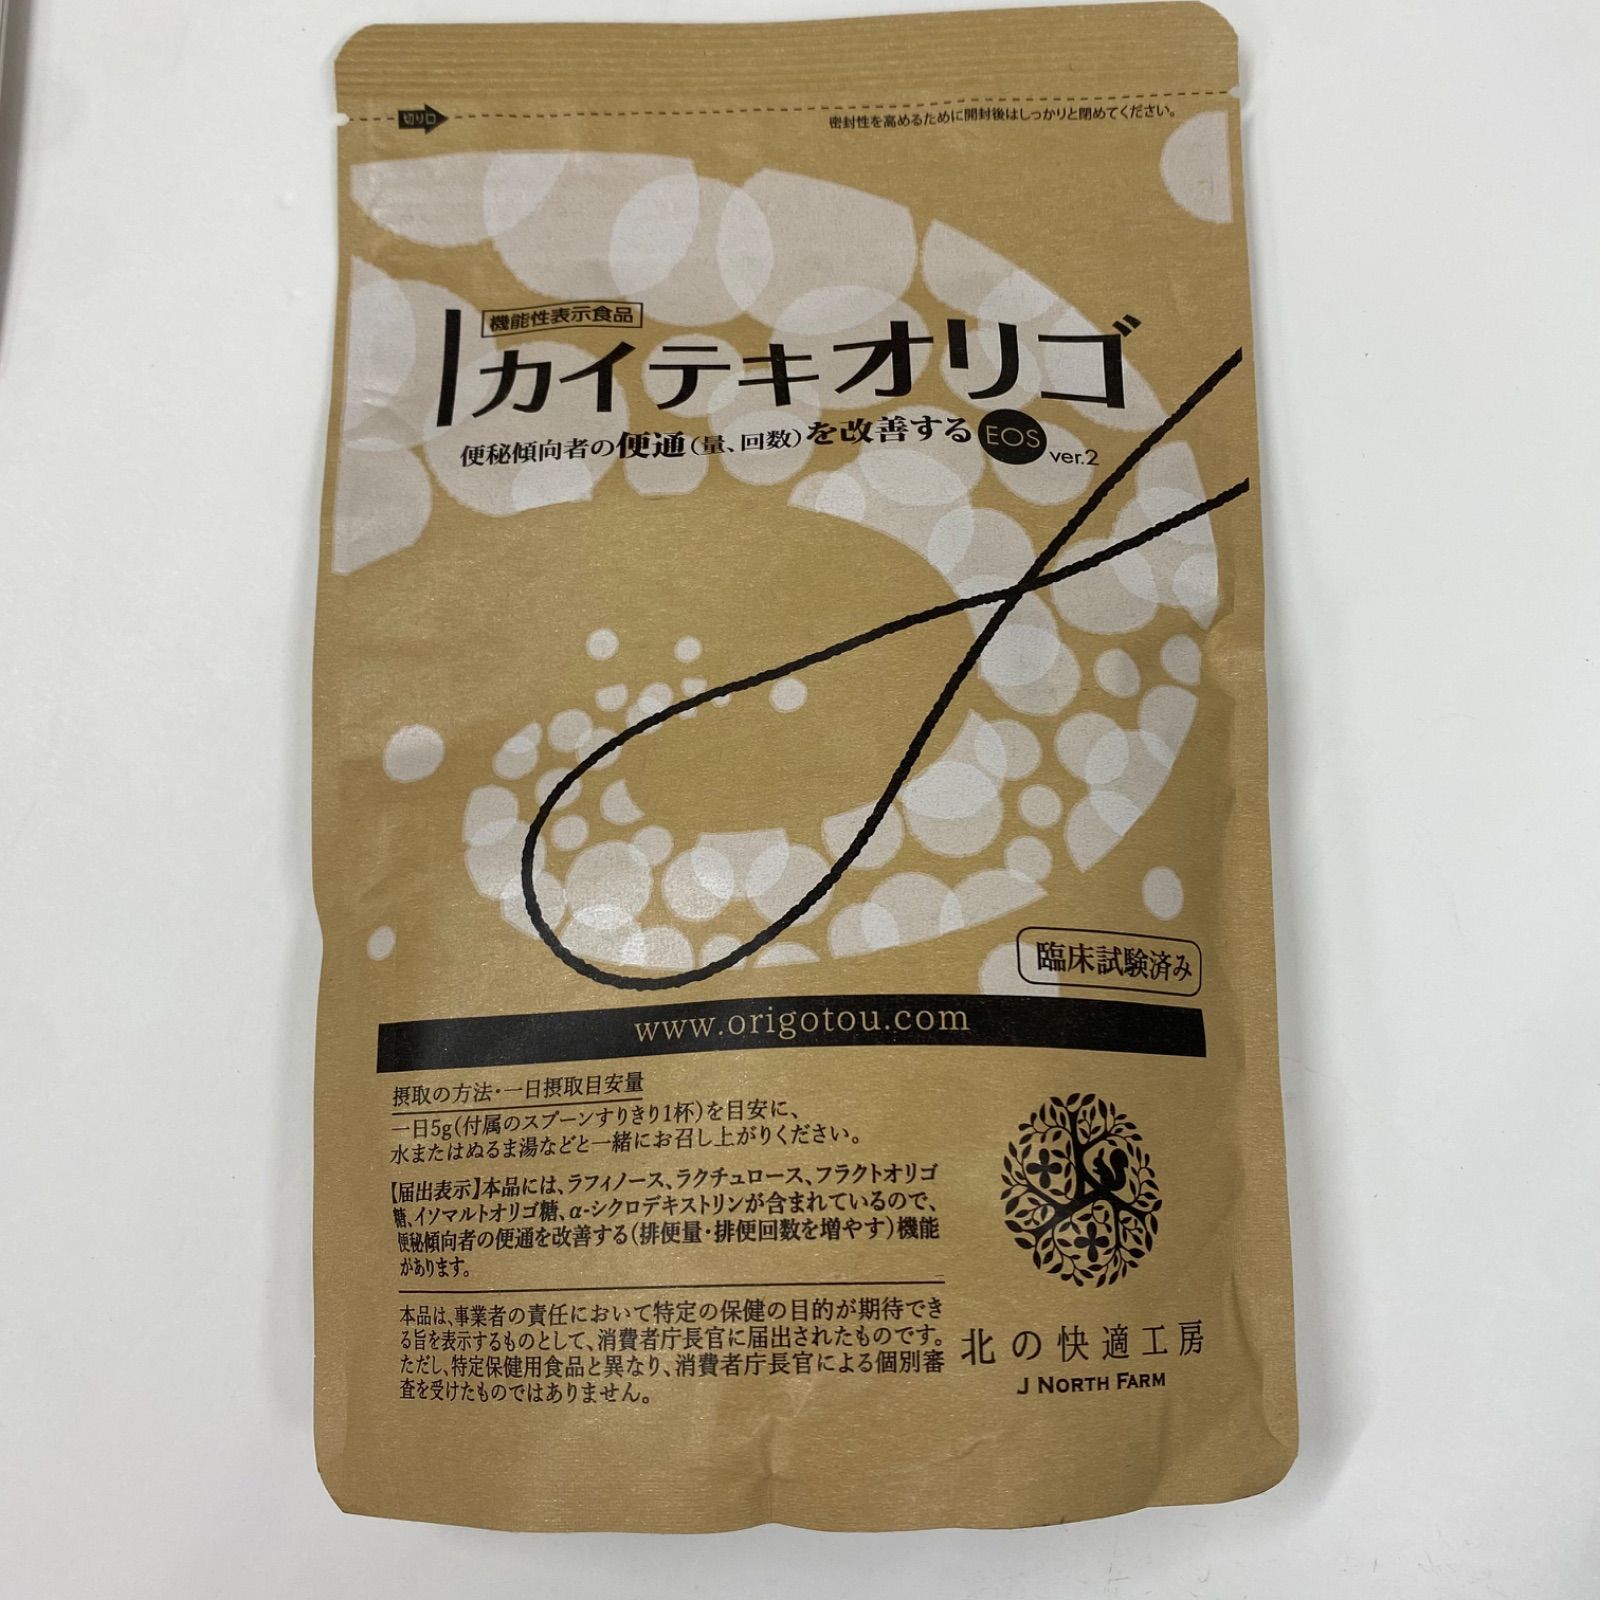 切り口
密封性を高めるために開封後はしっかりと閉めてください。
機能性表示食品
カイテキオリゴ
便秘傾向者の便通(量、回数)を改善する EOS ver.2
臨床試験済み
www.origotou.com
摂取の方法・一日摂取目安量
一日5g(付属のスプーンすりきり1杯)を目安に、
水またはぬるま湯などと一緒にお召し上がりください。
【届出表示】本品には、ラフィノース、ラクチュロース、フラクトオリゴ
糖、イソマルトオリゴ糖、α-シクロデキストリンが含まれているので、
便秘傾向者の便通を改善する(排便量・排便回数を増やす)機能
があります。
本品は、事業者の責任において特定の保健の目的が期待でき
る旨を表示するものとして、消費者庁長官に届出されたものです。
ただし、特定保健用食品と異なり、消費者庁長官による個別審
査を受けたものではありません。
北の快適工房
J NORTH FARM